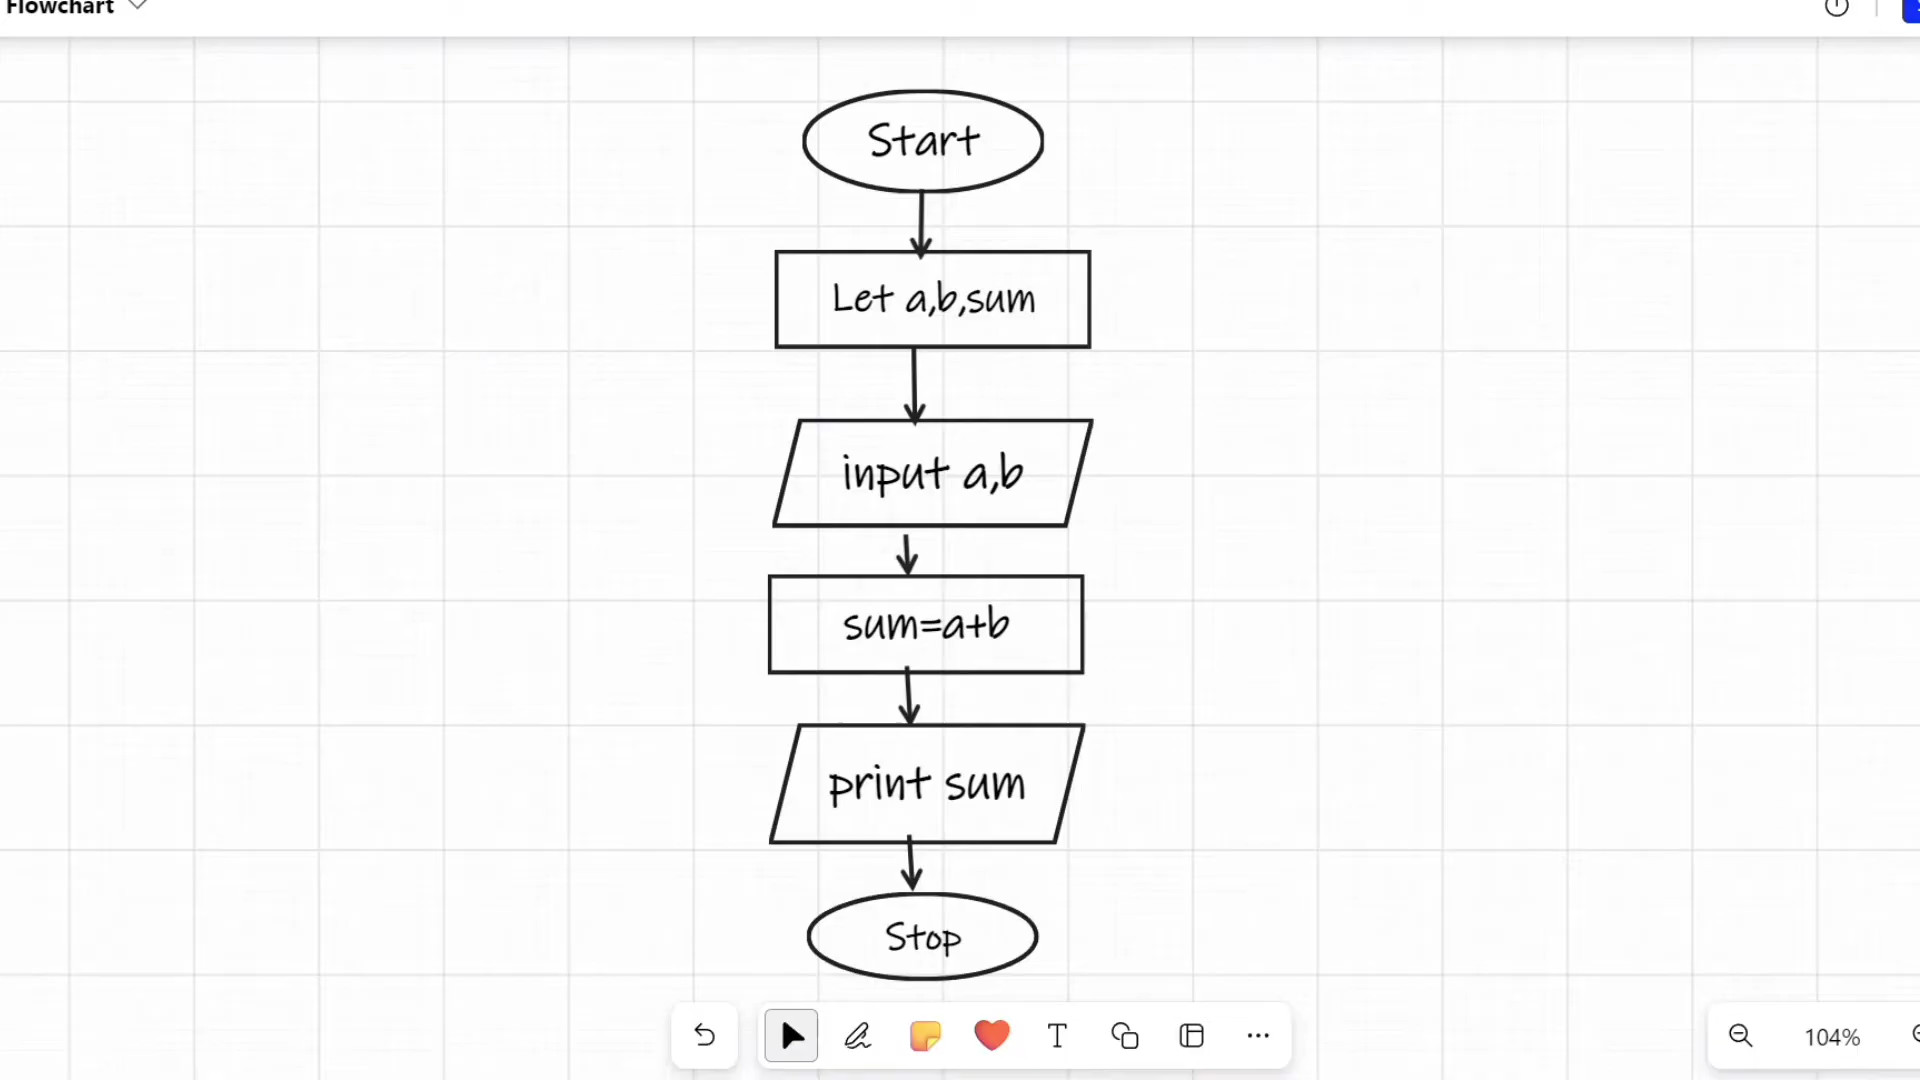 Flowchart
Start
Let a,b,sum
input a,b
sum=a+b
print sum
Stop
T
104%